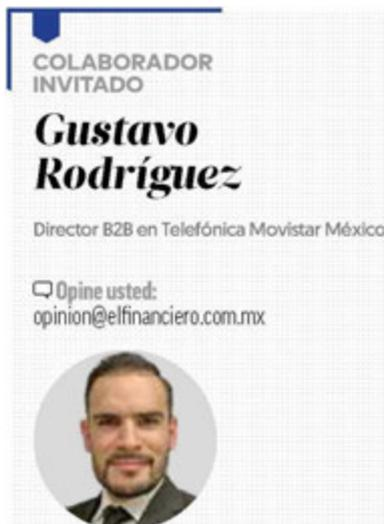 COLABORADOR
INVITADO
Gustavo
Rodríguez
Director B2B en Telefónica Movistar México
Opine usted:
opinion@elfinanciero.com.mx